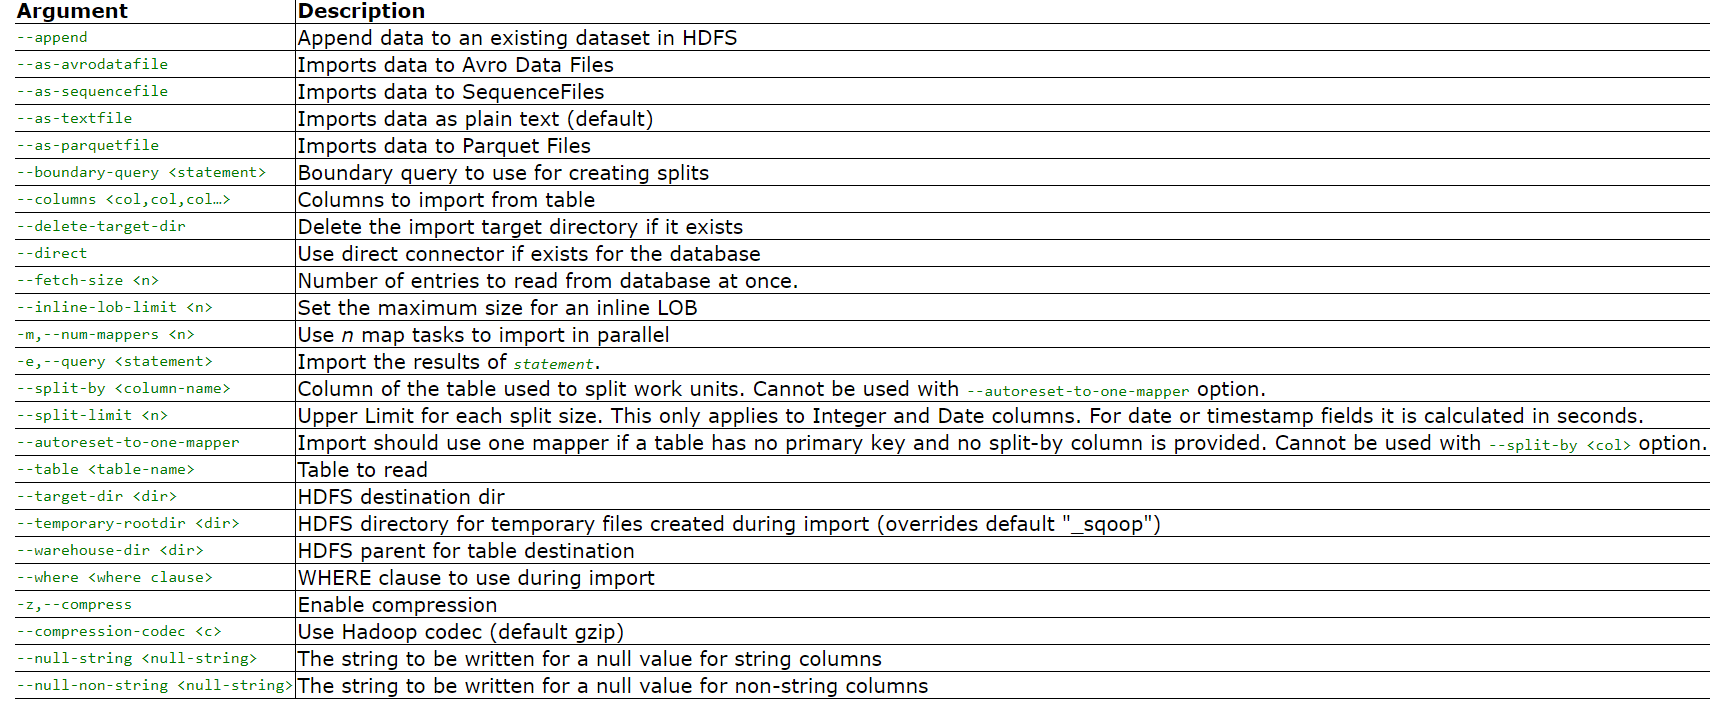 Argument Description
--append Append data to an existing dataset in HDFS
--as-avrodatafile Imports data to Avro Data Files
--as-sequencefile Imports data to SequenceFiles
--as-textfile Imports data as plain text (default)
--as-parquetfile Imports data to Parquet Files
--boundary-query <statement> Boundary query to use for creating splits
--columns <col,col,col…> Columns to import from table
--delete-target-dir Delete the import target directory if it exists
--direct Use direct connector if exists for the database
--fetch-size <n> Number of entries to read from database at once.
--inline-lob-limit <n> Set the maximum size for an inline LOB
-m,--num-mappers <n> Use n map tasks to import in parallel
-e,--query <statement> Import the results of statement.
--split-by <column-name> Column of the table used to split work units. Cannot be used with --autoreset-to-one-mapper option.
--split-limit <n> Upper Limit for each split size. This only applies to Integer and Date columns. For date or timestamp fields it is calculated in seconds.
--autoreset-to-one-mapper Import should use one mapper if a table has no primary key and no split-by column is provided. Cannot be used with --split-by <col> option.
--table <table-name> Table to read
--target-dir <dir> HDFS destination dir
--temporary-rootdir <dir> HDFS directory for temporary files created during import (overrides default "_sqoop")
--warehouse-dir <dir> HDFS parent for table destination
--where <where clause> WHERE clause to use during import
-z,--compress Enable compression
--compression-codec <c> Use Hadoop codec (default gzip)
--null-string <null-string> The string to be written for a null value for string columns
--null-non-string <null-string> The string to be written for a null value for non-string columns